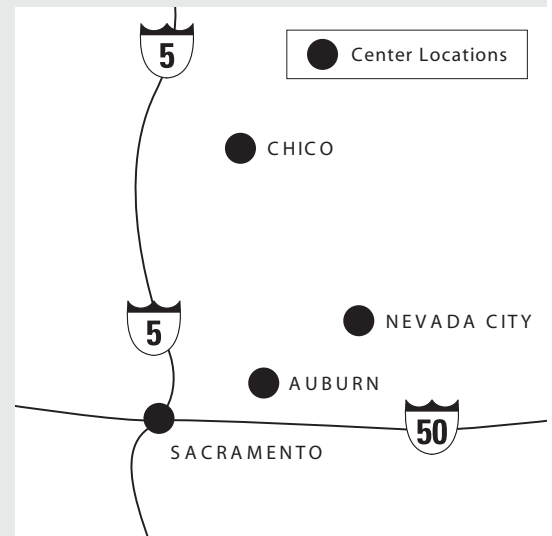 5
Center Locations
CHICO
5
NEVADA CITY
AUBURN
50
SACRAMENTO